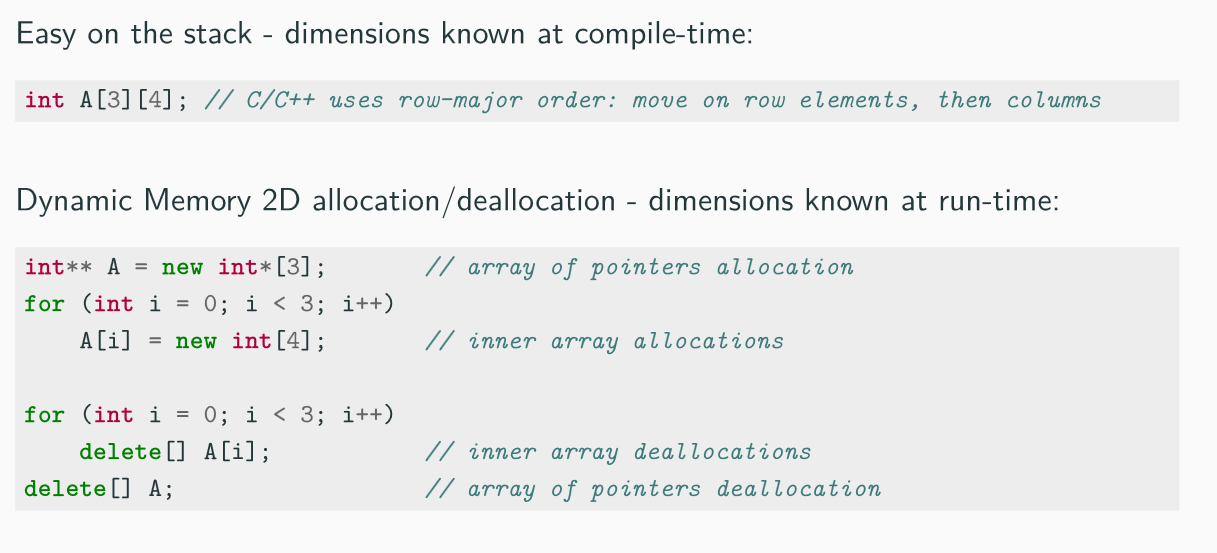 Easy on the stack - dimensions known at compile-time:
int A[3][4]; // C/C++ uses row-major order: move on row elements, then columns
Dynamic Memory 2D allocation/deallocation - dimensions known at run-time:
int** A = new int*[3];       // array of pointers allocation
for (int i = 0; i < 3; i++)
    A[i] = new int[4];       // inner array allocations
for (int i = 0; i < 3; i++)
    delete[] A[i];           // inner array deallocations
delete[] A;                  // array of pointers deallocation